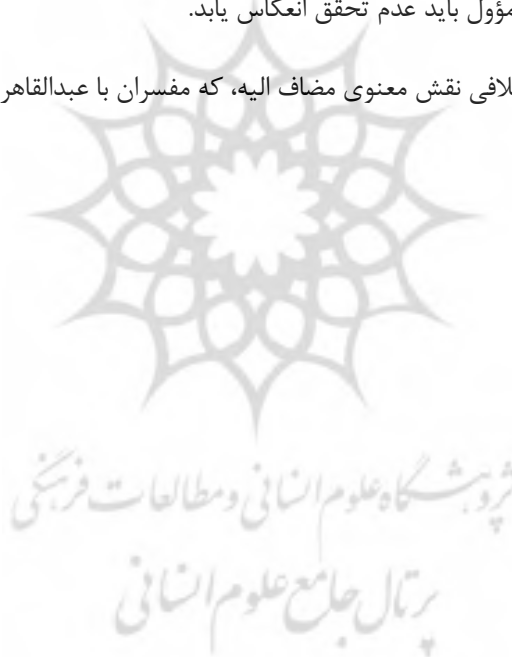 مؤول باید عدم تحقق انعکاس یابد.
تلافی نقش معنوی مضاف الیه، که مفسران با عبدالقاهر
پژوهشگاه علوم انسانی و مطالعات فرهنگی
پرتال جامع علوم انسانی